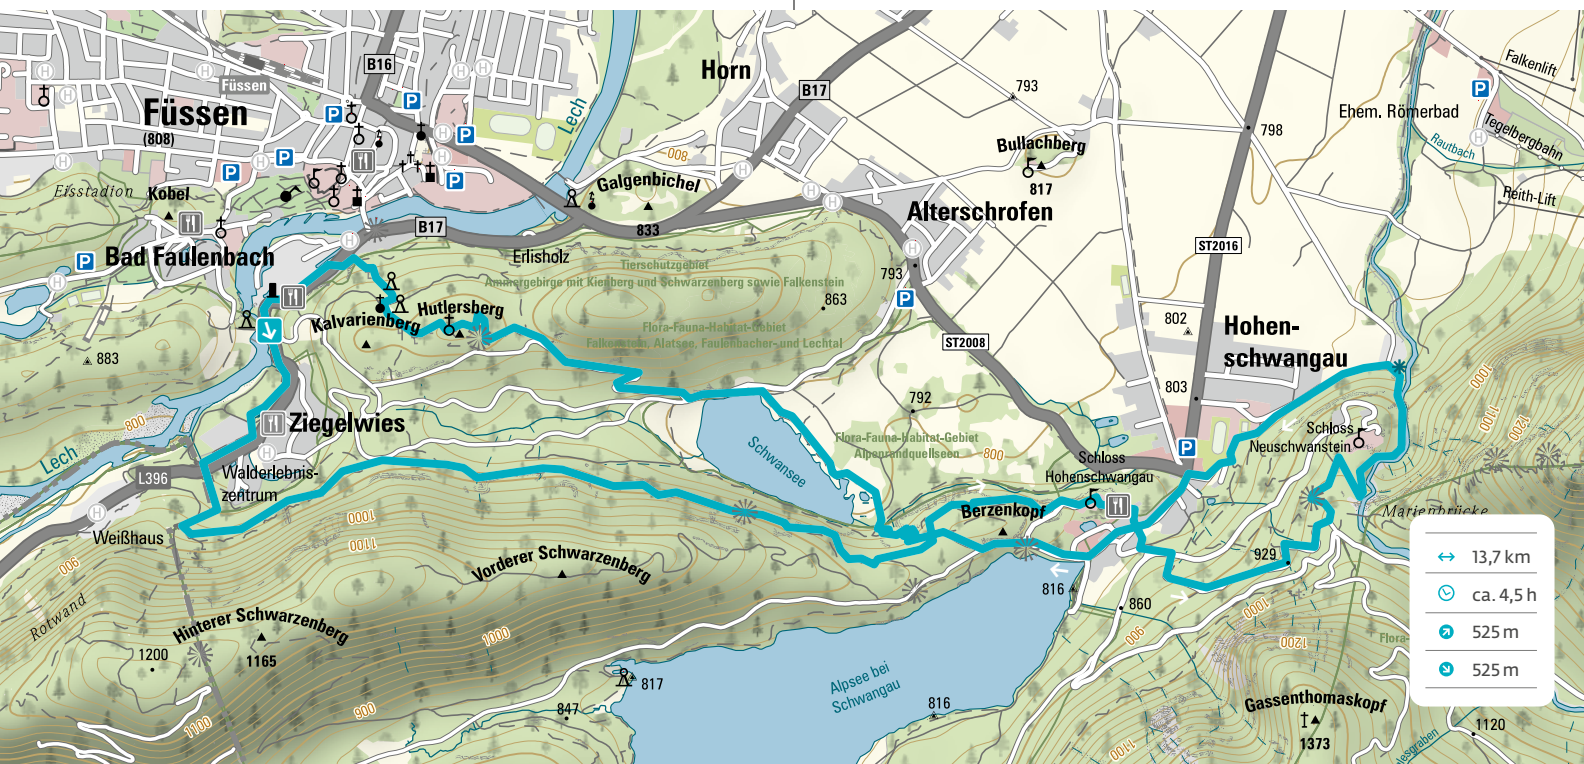 B16
Füssen
Füssen
(808)
Lech
Horn
B17
793
798
Ehem. Römerbad
Falkenlift
Tegelbergbahn
Rautbach
Reith-Lift
Bullachberg
817
800
Eisstadion
Kobel
Galgenbichel
833
B17
Alterschrofen
ST2016
Bad Faulenbach
Erlisholz
Tierschutzgebiet
Ammergebirge mit Kienberg und Schwarzenberg sowie Falkenstein
863
793
Hutlersberg
Kalvarienberg
Flora-Fauna-Habitat-Gebiet
Falkenstein, Alatsee, Faulenbacher- und Lechtal
883
ST2008
802
Hohen-
schwangau
803
1000
1100
1200
792
800
Ziegelwies
Lech
L396
Walderlebnis-
zentrum
Weißhaus
Schwansee
Flora-Fauna-Habitat-Gebiet
Alpenrandquellseen
800
Schloss
Hohenschwangau
Schloss
Neuschwanstein
Berzenkopf
Marienbrücke
1000
1100
900
Rotwand
Vorderer Schwarzenberg
Hinterer Schwarzenberg
1165
1200
1000
900
1100
817
847
Alpsee bei
Schwangau
816
816
860
900
929
1000
1200
1100
Flora-
Gassenthomaskopf
1373
1120
13,7 km
ca. 4,5 h
525 m
525 m